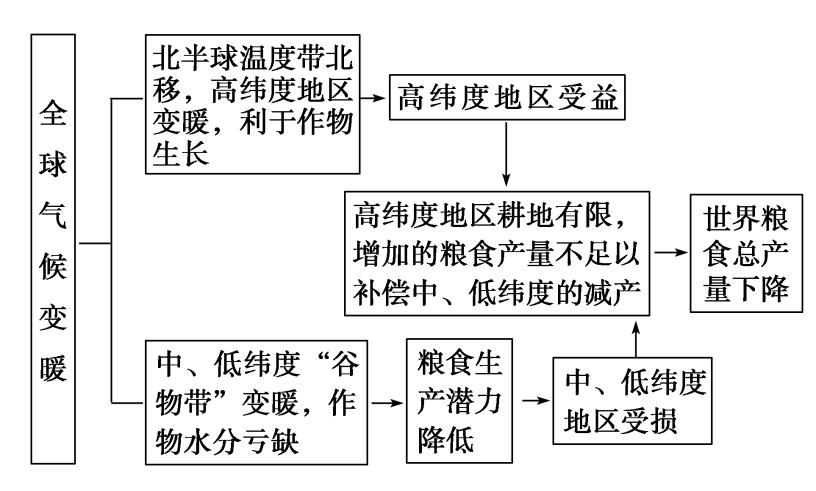 全球气候变暖
北半球温度带北
移，高纬度地区
变暖，利于作物
生长
高纬度地区受益
高纬度地区耕地有限，
增加的粮食产量不足以
补偿中、低纬度的减产
世界粮
食总产
量下降
中、低纬度“谷
物带”变暖，作
物水分亏缺
粮食生
产潜力
降低
中、低纬度
地区受损